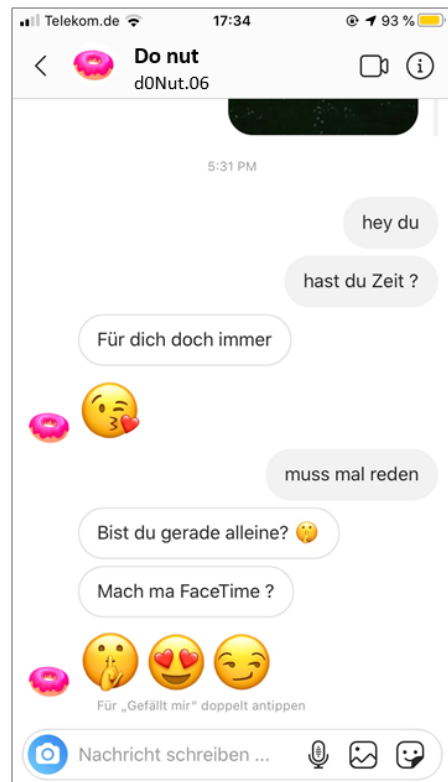 Telekom.de 17:34 93 %
Do nut
d0Nut.06
5:31 PM
hey du
hast du Zeit ?
Für dich doch immer
muss mal reden
Bist du gerade alleine? 🤫
Mach ma FaceTime ?
Für „Gefällt mir“ doppelt antippen
Nachricht schreiben ...